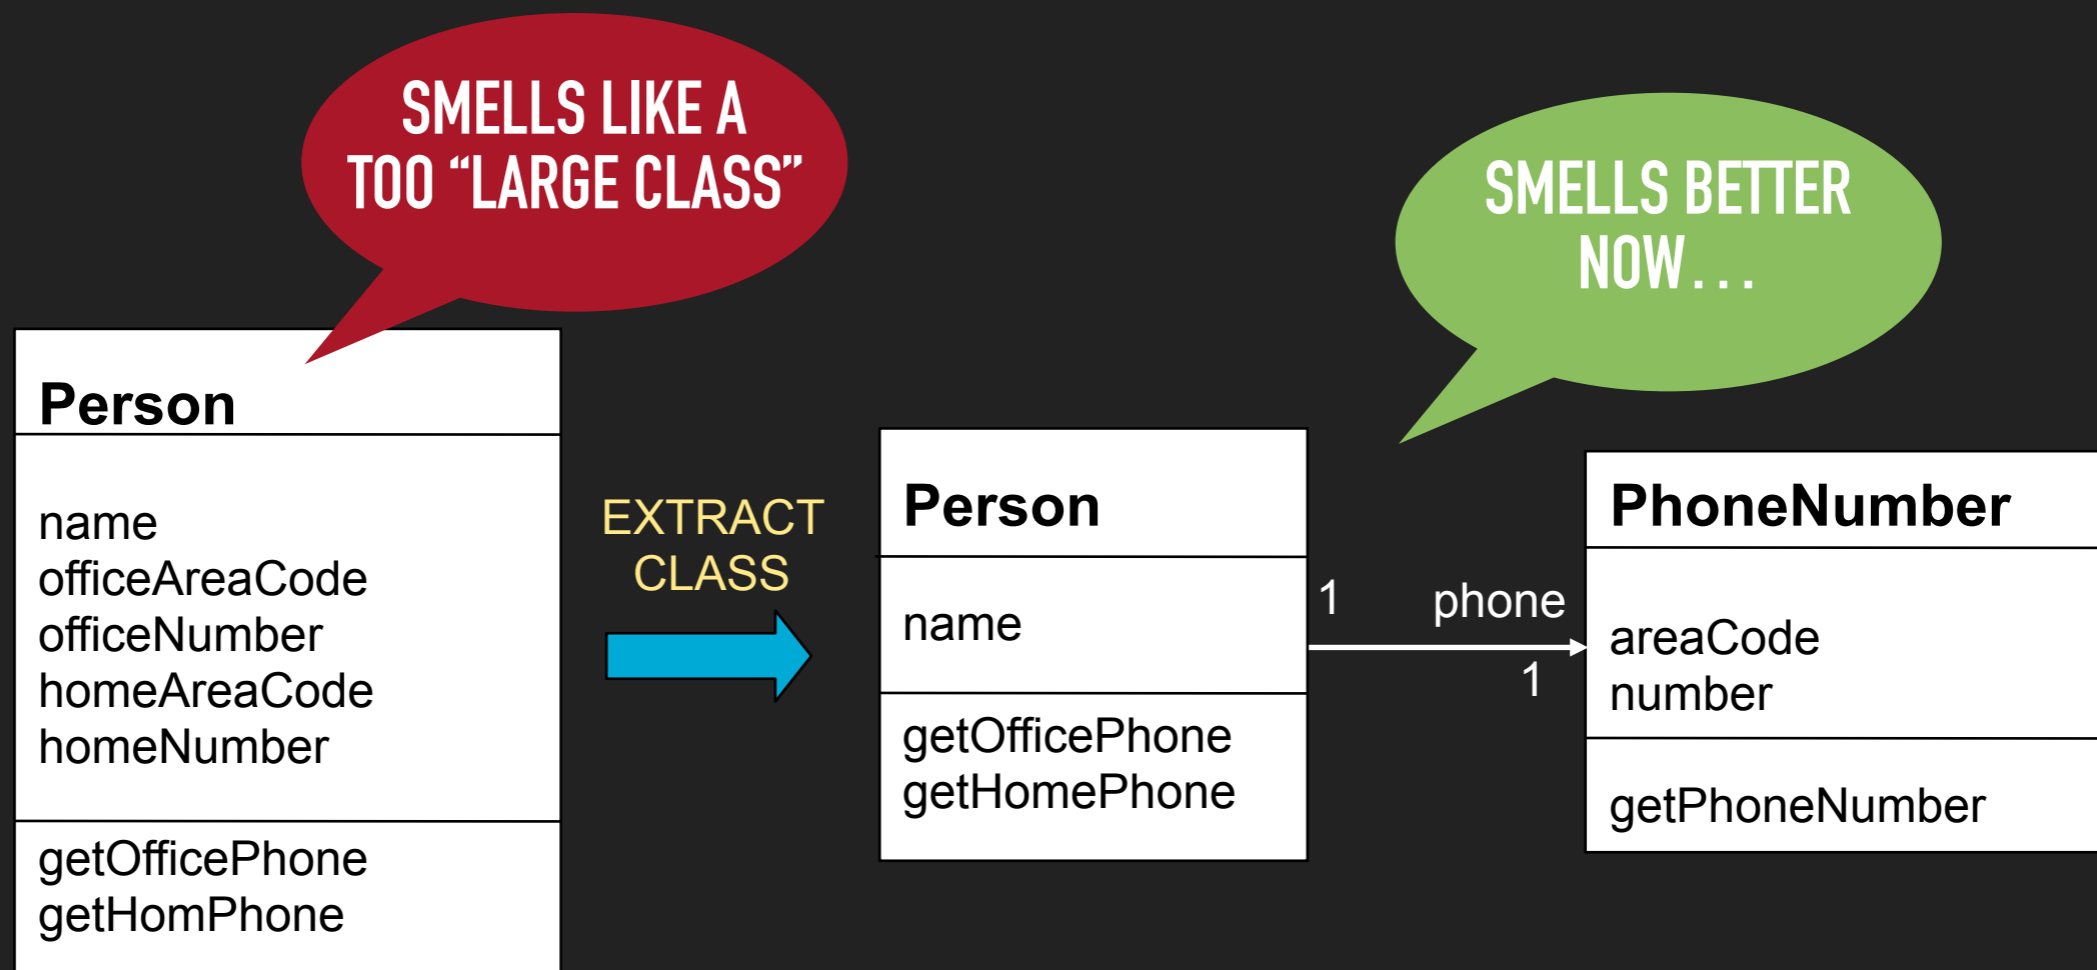 SMELLS LIKE A
TOO “LARGE CLASS”
SMELLS BETTER
NOW...
Person
name
officeAreaCode
officeNumber
homeAreaCode
homeNumber
getOfficePhone
getHomPhone
EXTRACT
CLASS
Person
name
getOfficePhone
getHomePhone
1
phone
1
PhoneNumber
areaCode
number
getPhoneNumber